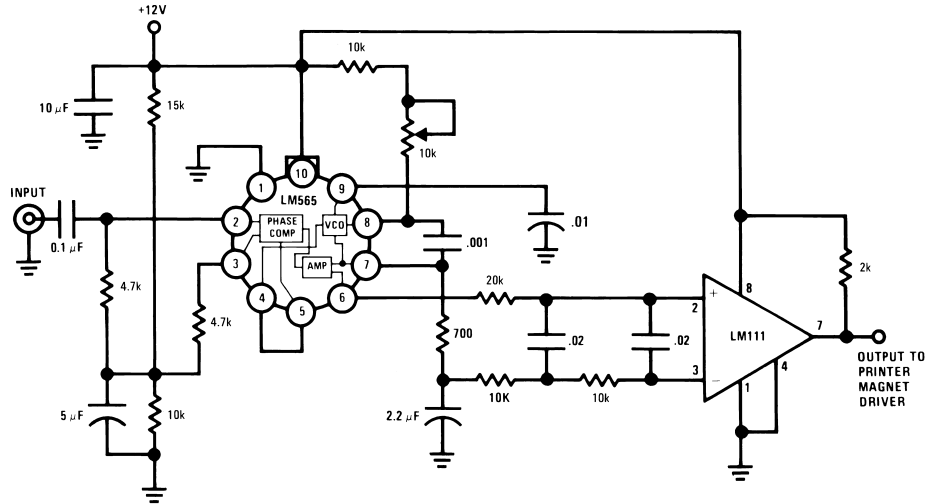 +12V
10k
10 μF
15k
10k
1
10
9
LM565
INPUT
2
PHASE
COMP
VCO
8
.01
0.1 μF
.001
2k
3
AMP
7
4.7k
4
5
6
20k
+
8
2
4.7k
700
.02
.02
LM111
7
3
−
4
1
OUTPUT TO
PRINTER
MAGNET
DRIVER
5 μF
10k
10K
10k
2.2 μF